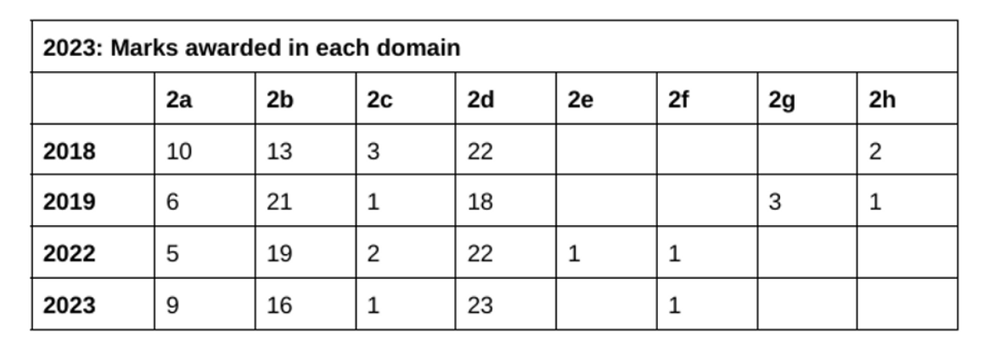 2023: Marks awarded in each domain
2a 2b 2c 2d 2e 2f 2g 2h
2018 10 13 3 22 2
2019 6 21 1 18 3 1
2022 5 19 2 22 1 1
2023 9 16 1 23 1